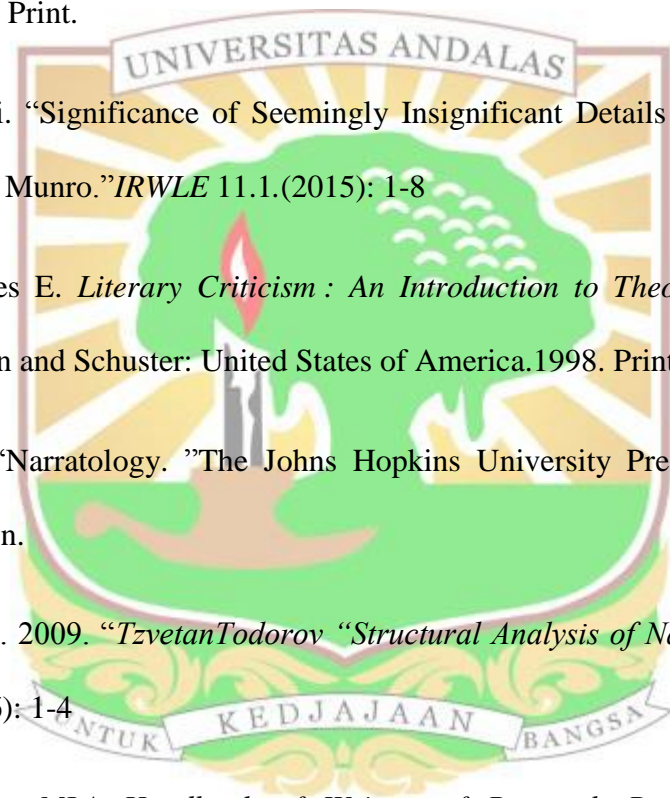 Print.
UNIVERSITAS ANDALAS
i. “Significance of Seemingly Insignificant Details
Munro.”IRWLE 11.1.(2015): 1-8
es E. Literary Criticism : An Introduction to Theo
n and Schuster: United States of America.1998. Print
“Narratology. ”The Johns Hopkins University Pre
n.
. 2009. “TzvetanTodorov “Structural Analysis of Na
): 1-4
UNTUK KEDJAJAAN BANGSA